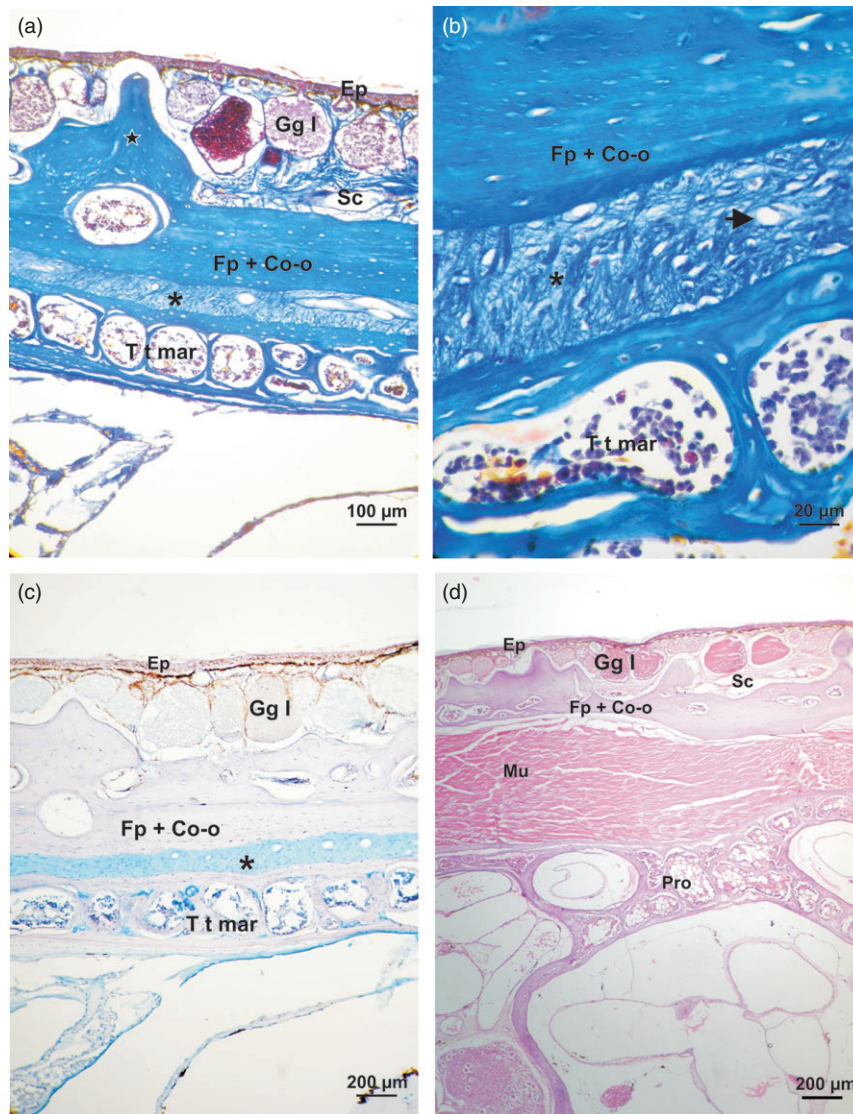 (a)
Ep
Gg I
★
Sc
Fp + Co-o
*
T t mar
100 µm
(b)
Fp + Co-o
*
T t mar
20 µm
(c)
Ep
Gg I
Fp + Co-o
*
T t mar
200 µm
(d)
Ep
Gg I
Sc
Fp + Co-o
Mu
Pro
200 µm